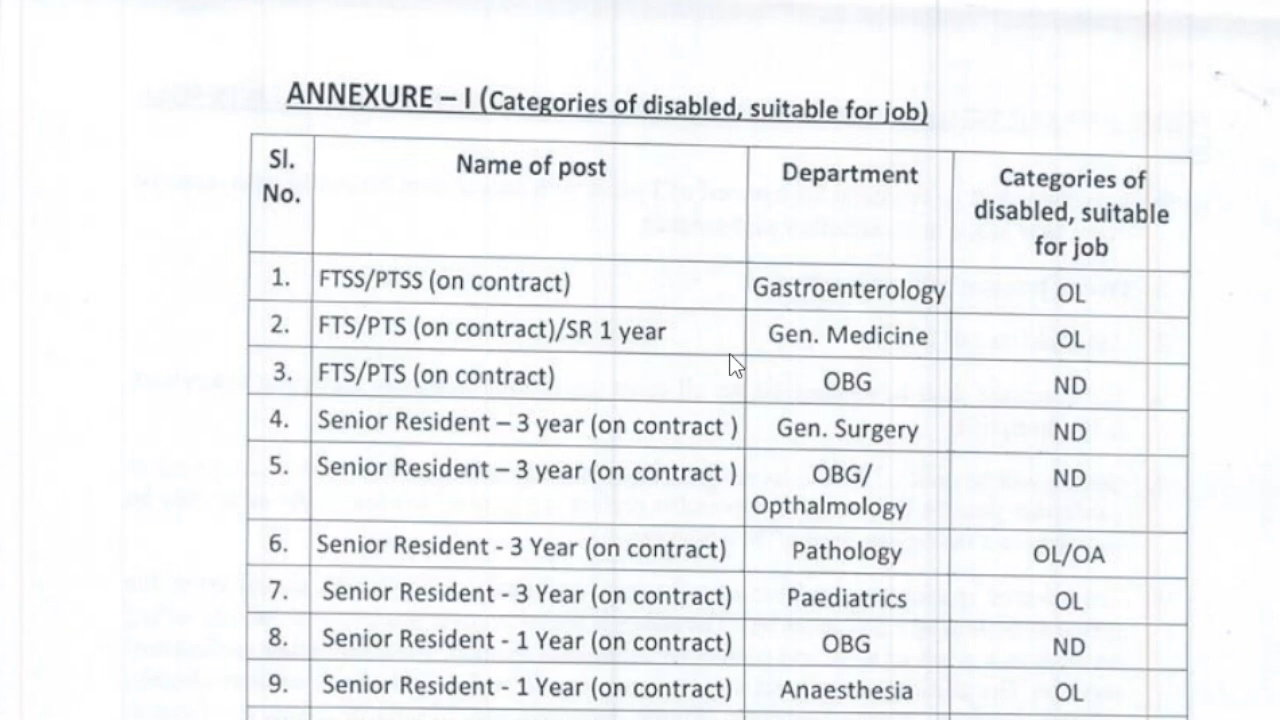 ANNEXURE – I (Categories of disabled, suitable for job)
Sl. No. Name of post Department Categories of disabled, suitable for job
1. FTSS/PTSS (on contract) Gastroenterology OL
2. FTS/PTS (on contract)/SR 1 year Gen. Medicine OL
3. FTS/PTS (on contract) OBG ND
4. Senior Resident – 3 year (on contract ) Gen. Surgery ND
5. Senior Resident – 3 year (on contract ) OBG/ Opthalmology ND
6. Senior Resident - 3 Year (on contract) Pathology OL/OA
7. Senior Resident - 3 Year (on contract) Paediatrics OL
8. Senior Resident - 1 Year (on contract) OBG ND
9. Senior Resident - 1 Year (on contract) Anaesthesia OL